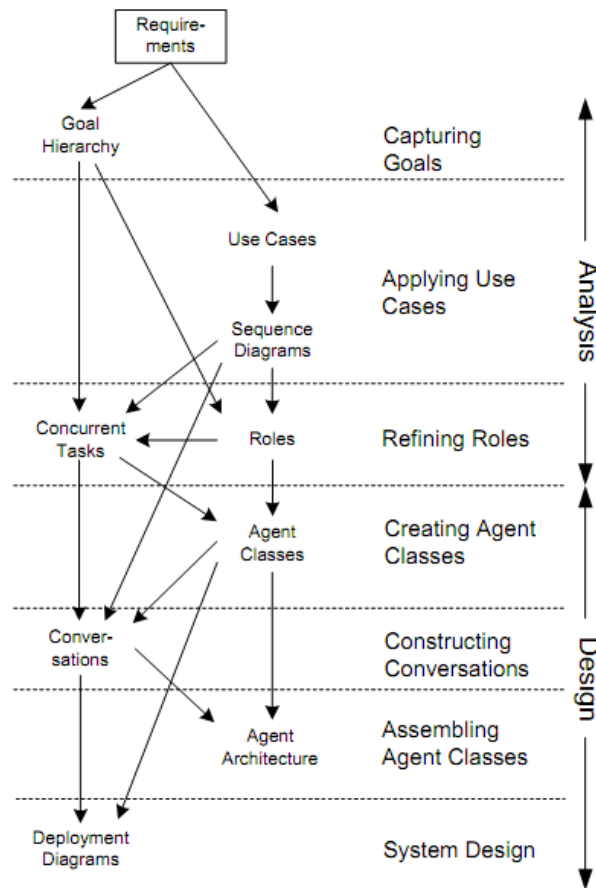 Require-
ments
Goal
Hierarchy
Capturing
Goals
Use Cases
Applying Use
Cases
Sequence
Diagrams
Analysis
Concurrent
Tasks
Roles
Refining Roles
Agent
Classes
Creating Agent
Classes
Conver-
sations
Constructing
Conversations
Design
Agent
Architecture
Assembling
Agent Classes
Deployment
Diagrams
System Design